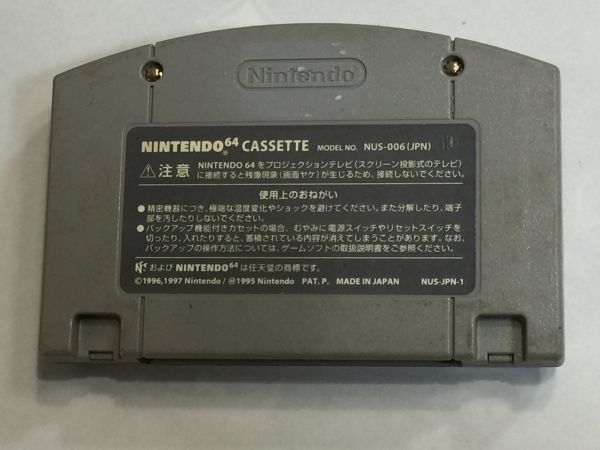 Nintendo
NINTENDO64 CASSETTE MODEL NO. NUS-006(JPN)
⚠注意 NINTENDO 64をプロジェクションテレビ(スクリーン投影式のテレビ)
に接続すると残像現象(画面ヤケ)が生じるため、接続しないでください。
使用上のおねがい
●精密機器につき、極端な温度変化やショックを避けてください。また分解したり、端子
部を汚したりしないでください。
●バックアップ機能付きカセットの場合、むやみに電源スイッチやリセットスイッチを
切ったり、入れたりすると、蓄積されている内容が消えてしまうことがあります。なお、
バックアップの操作方法については、ゲームソフトの取扱説明書をご参照ください。
および NINTENDO64 は任天堂の商標です。
©1996,1997 Nintendo/Ⓜ1995 Nintendo PAT. P. MADE IN JAPAN NUS-JPN-1